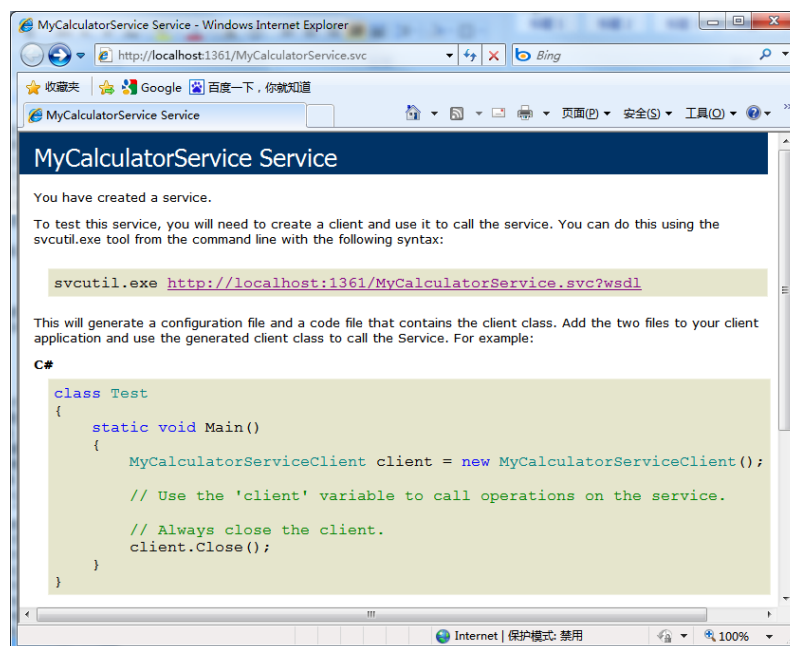 MyCalculatorService Service - Windows Internet Explorer
http://localhost:1361/MyCalculatorService.svc
Bing
收藏夹 Google 百度一下，你就知道
MyCalculatorService Service 页面(P) 安全(S) 工具(O)
MyCalculatorService Service
You have created a service.
To test this service, you will need to create a client and use it to call the service. You can do this using the
svcutil.exe tool from the command line with the following syntax:
svcutil.exe http://localhost:1361/MyCalculatorService.svc?wsdl
This will generate a configuration file and a code file that contains the client class. Add the two files to your client
application and use the generated client class to call the Service. For example:
C#
class Test
{
static void Main()
{
MyCalculatorServiceClient client = new MyCalculatorServiceClient();
// Use the 'client' variable to call operations on the service.
// Always close the client.
client.Close();
}
}
Internet | 保护模式: 禁用 100%